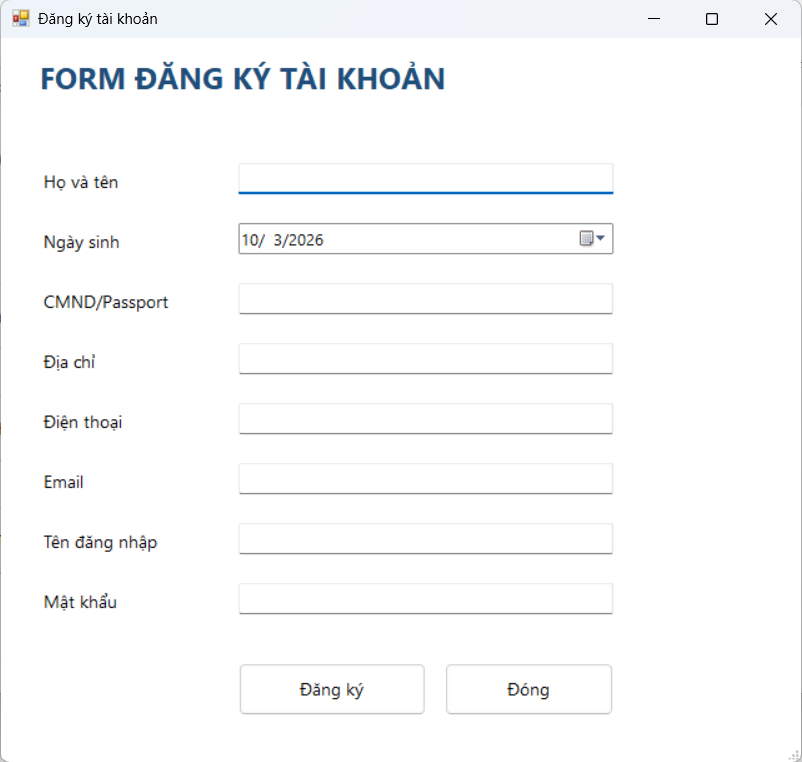 Đăng ký tài khoản
FORM ĐĂNG KÝ TÀI KHOẢN
Họ và tên
Ngày sinh 10/ 3/2026
CMND/Passport
Địa chỉ
Điện thoại
Email
Tên đăng nhập
Mật khẩu
Đăng ký Đóng